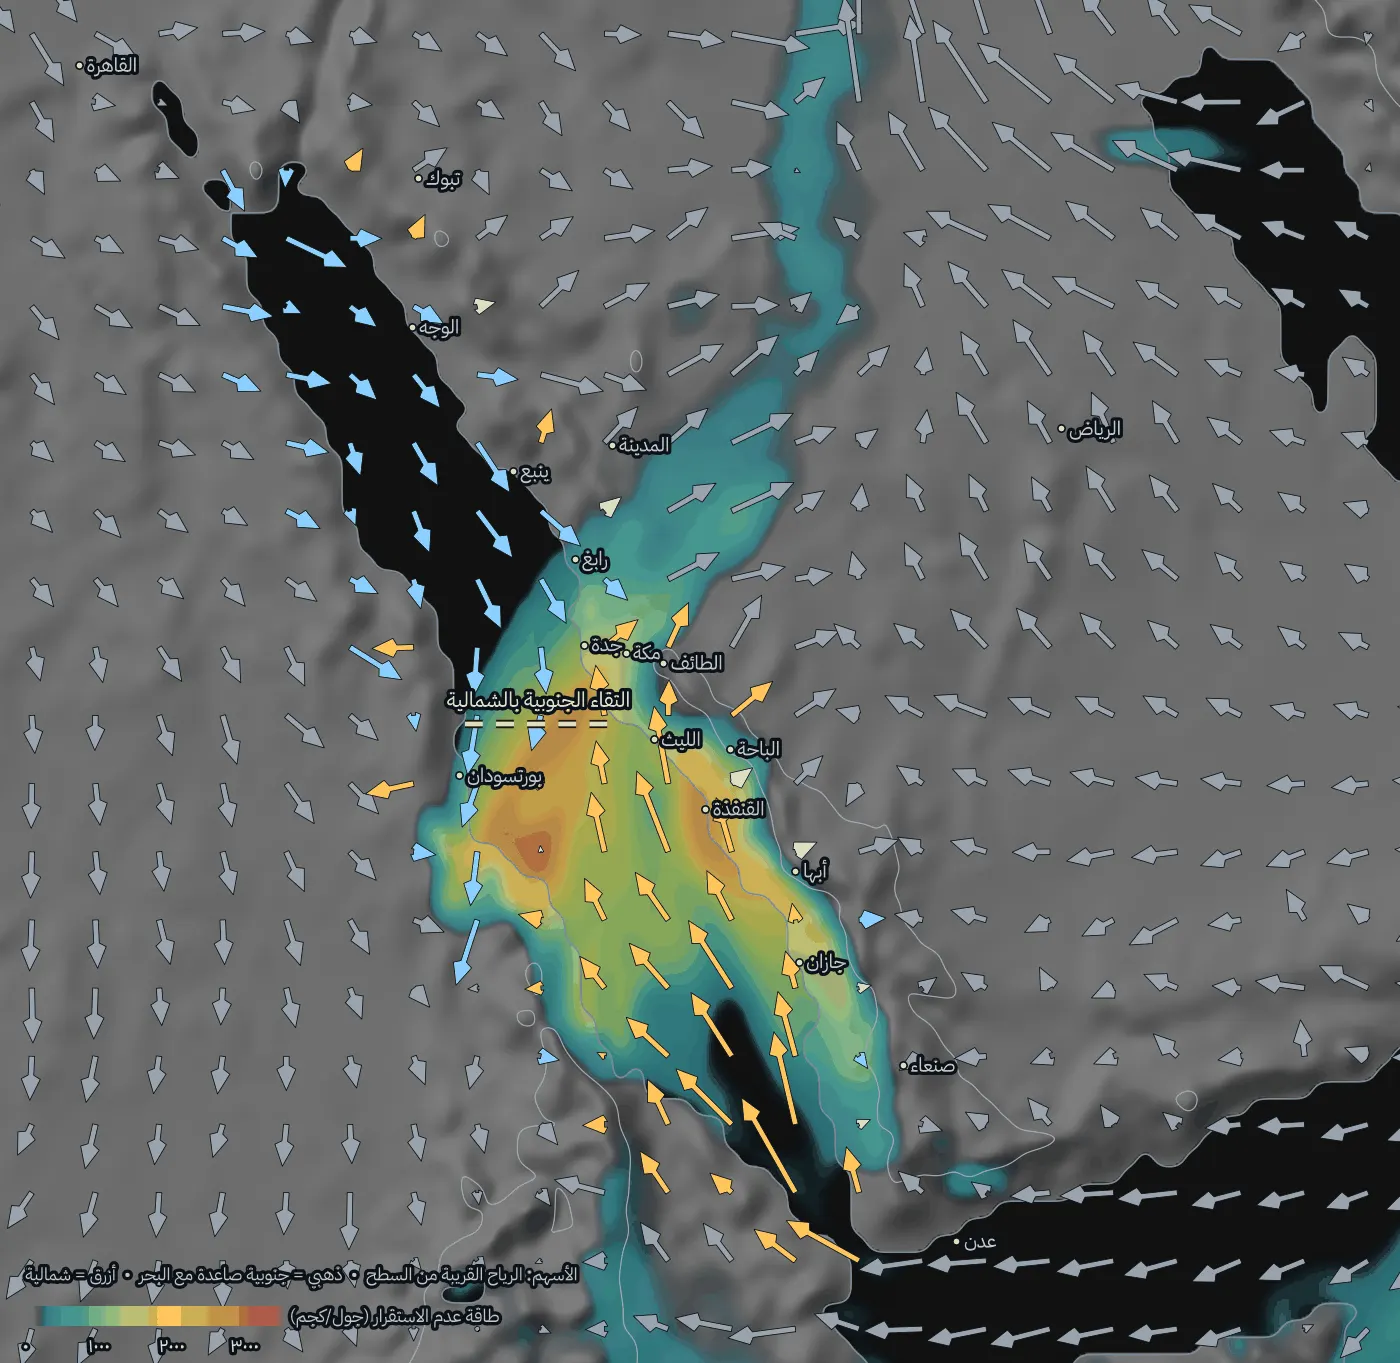 القاهرة
تبوك
الوجه
الرياض
المدينة
ينبع
رابغ
جدة
مكة
الطائف
التقاء الجنوبية بالشمالية
الليث
الباحة
بورتسودان
القنفذة
أبها
جازان
صنعاء
عدن
الأسهم: الرياح القريبة من السطح • ذهبي = جنوبية صاعدة مع البحر • أزرق = شمالية
طاقة عدم الاستقرار (جول/كجم)
٠ ١٠٠٠ ٢٠٠٠ ٣٠٠٠